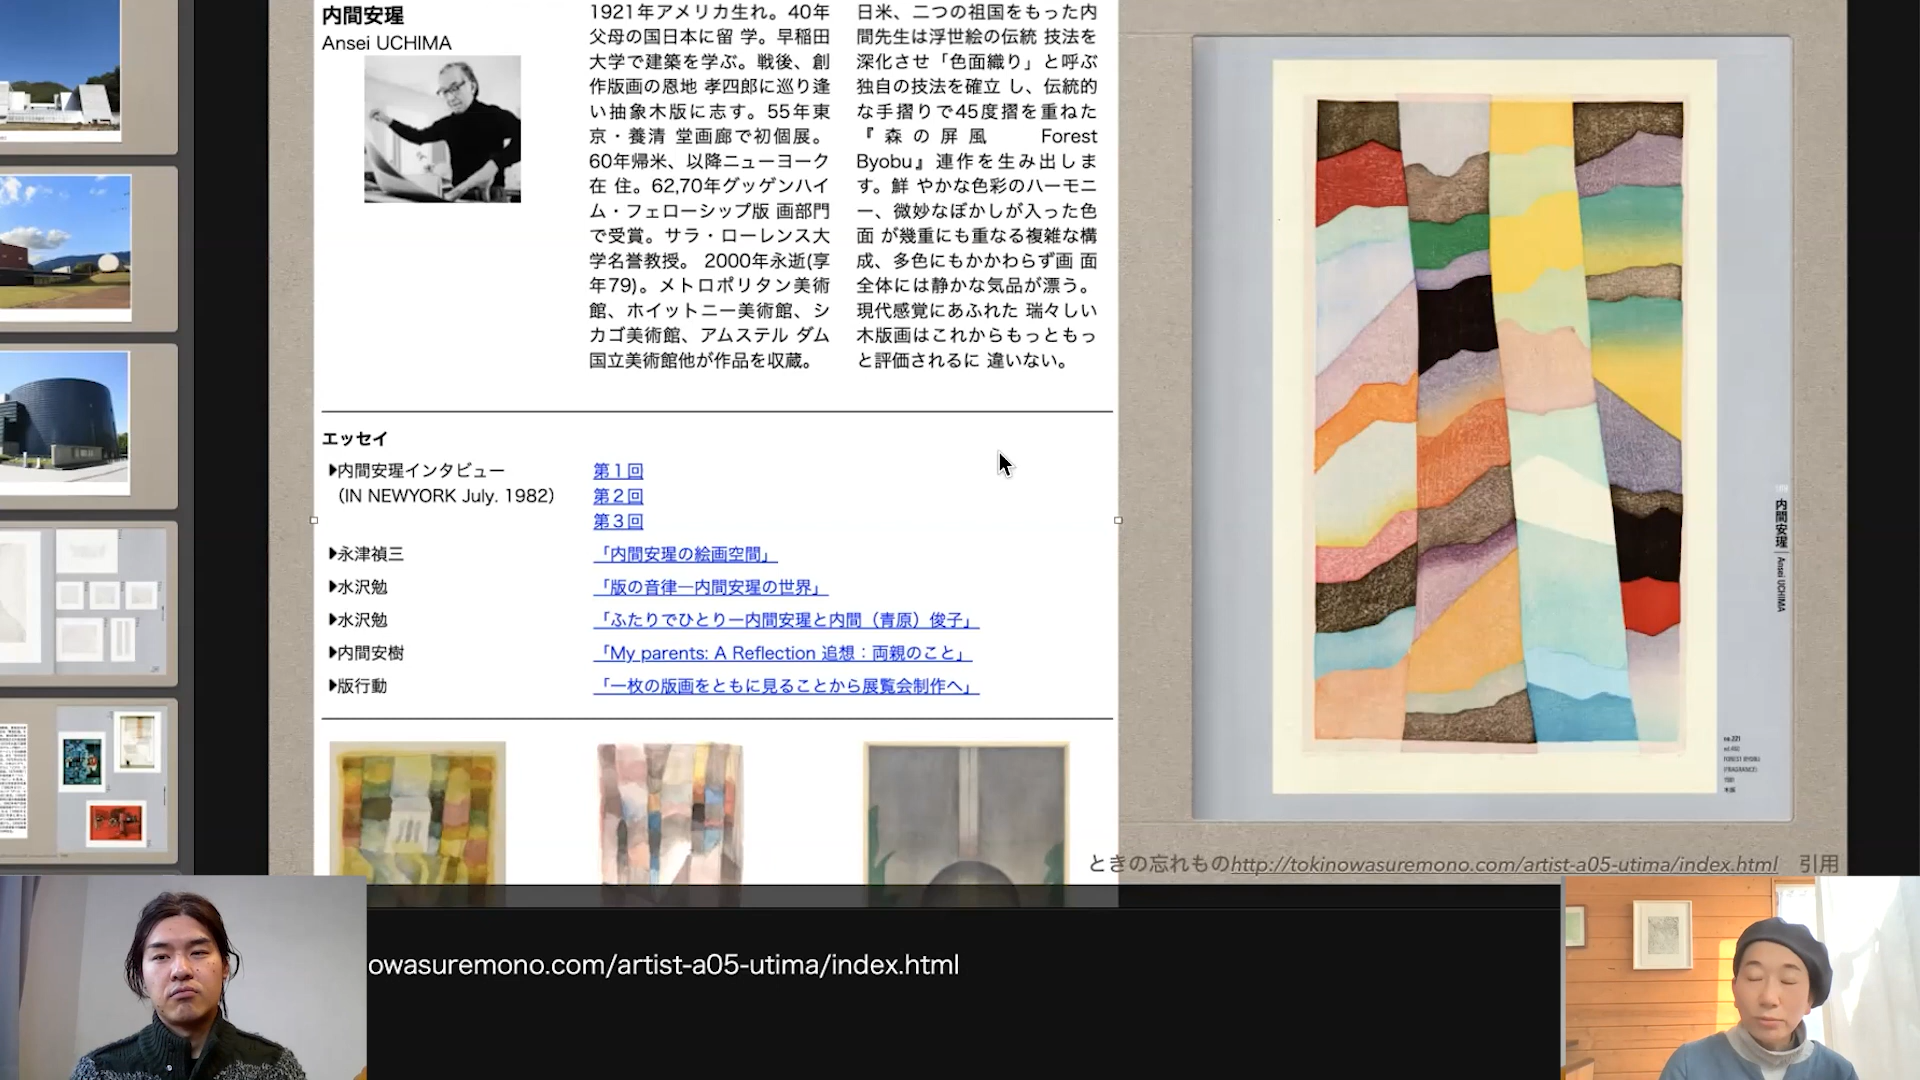 内間安瑆
Ansei UCHIMA
1921年アメリカ生れ。40年
父母の国日本に留 学。早稲田
大学で建築を学ぶ。戦後、創
作版画の恩地 孝四郎に巡り逢
い抽象木版に志す。55年東
京・養清 堂画廊で初個展。
60年帰米、以降ニューヨーク
在 住。62,70年グッゲンハイ
ム・フェローシップ版 画部門
で受賞。サラ・ローレンス大
学名誉教授。 2000年永逝(享
年79)。メトロポリタン美術
館、ホイットニー美術館、シ
カゴ美術館、アムステル ダム
国立美術館他が作品を収蔵。
日米、二つの祖国をもった内
間先生は浮世絵の伝統 技法を
深化させ「色面織り」と呼ぶ
独自の技法を確立 し、伝統的
な手摺りで45度摺を重ねた
『森の屏風 Forest
Byobu』連作を生み出しま
す。鮮 やかな色彩のハーモニ
ー、微妙なぼかしが入った色
面 が幾重にも重なる複雑な構
成、多色にもかかわらず画 面
全体には静かな気品が漂う。
現代感覚にあふれた 瑞々しい
木版画はこれからもっともっ
と評価されるに 違いない。
エッセイ
▶内間安瑆インタビュー 第１回
（IN NEWYORK July. 1982） 第２回
第３回
▶永津禎三 「内間安瑆の絵画空間」
▶水沢勉 「版の音律―内間安瑆の世界」
▶水沢勉 「ふたりでひとりー内間安瑆と内間（青原）俊子」
▶内間安樹 「My parents: A Reflection 追想：両親のこと」
▶版行動 「一枚の版画をともに見ることから展覧会制作へ」
内間安瑆 | Ansei UCHIMA
no.221
FOREST BYOBU
(FRAGRANCE)
1981
木版
ときの忘れものhttp://tokinowasuremono.com/artist-a05-utima/index.html 引用
owasuremono.com/artist-a05-utima/index.html